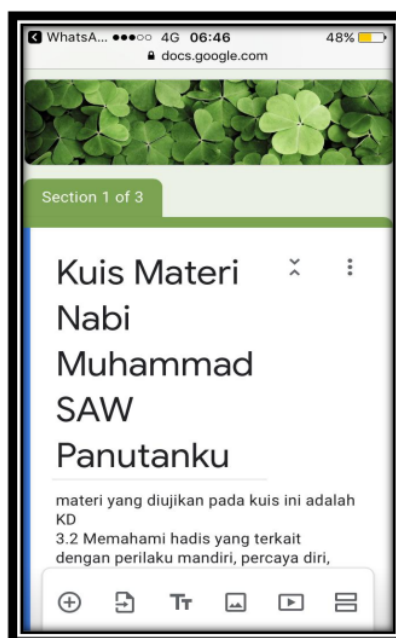 WhatsA... 4G 06:46 48%
docs.google.com
Section 1 of 3
Kuis Materi
Nabi
Muhammad
SAW
Panutanku
materi yang diujikan pada kuis ini adalah
KD
3.2 Memahami hadis yang terkait
dengan perilaku mandiri, percaya diri,
Tт